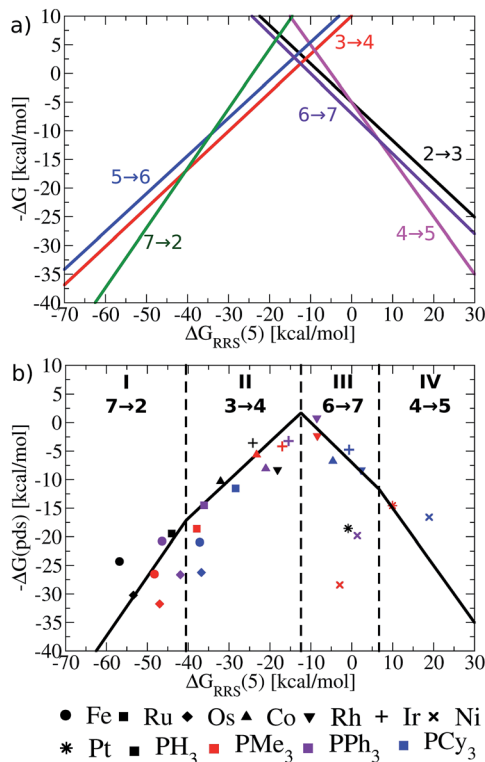 a)
10
5
0
-5
-10
-15
-20
-25
-30
-35
-40
-ΔG [kcal/mol]
3→4
6→7
2→3
5→6
7→2
4→5
-70 -60 -50 -40 -30 -20 -10 0 10 20 30
ΔG_RRS(5) [kcal/mol]
b)
10
5
0
-5
-10
-15
-20
-25
-30
-35
-40
-ΔG(pds) [kcal/mol]
I II III IV
7→2 3→4 6→7 4→5
-70 -60 -50 -40 -30 -20 -10 0 10 20 30
ΔG_RRS(5) [kcal/mol]
Fe Ru Os Co Rh Ir Ni
Pt PH₃ PMe₃ PPh₃ PCy₃